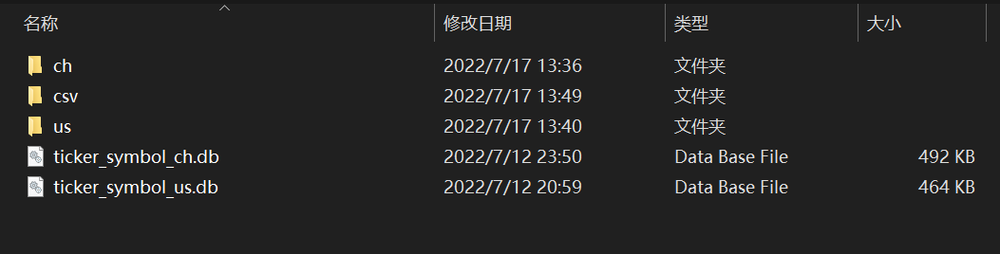 名称 修改日期 类型 大小
ch 2022/7/17 13:36 文件夹
csv 2022/7/17 13:49 文件夹
us 2022/7/17 13:40 文件夹
ticker_symbol_ch.db 2022/7/12 23:50 Data Base File 492 KB
ticker_symbol_us.db 2022/7/12 20:59 Data Base File 464 KB